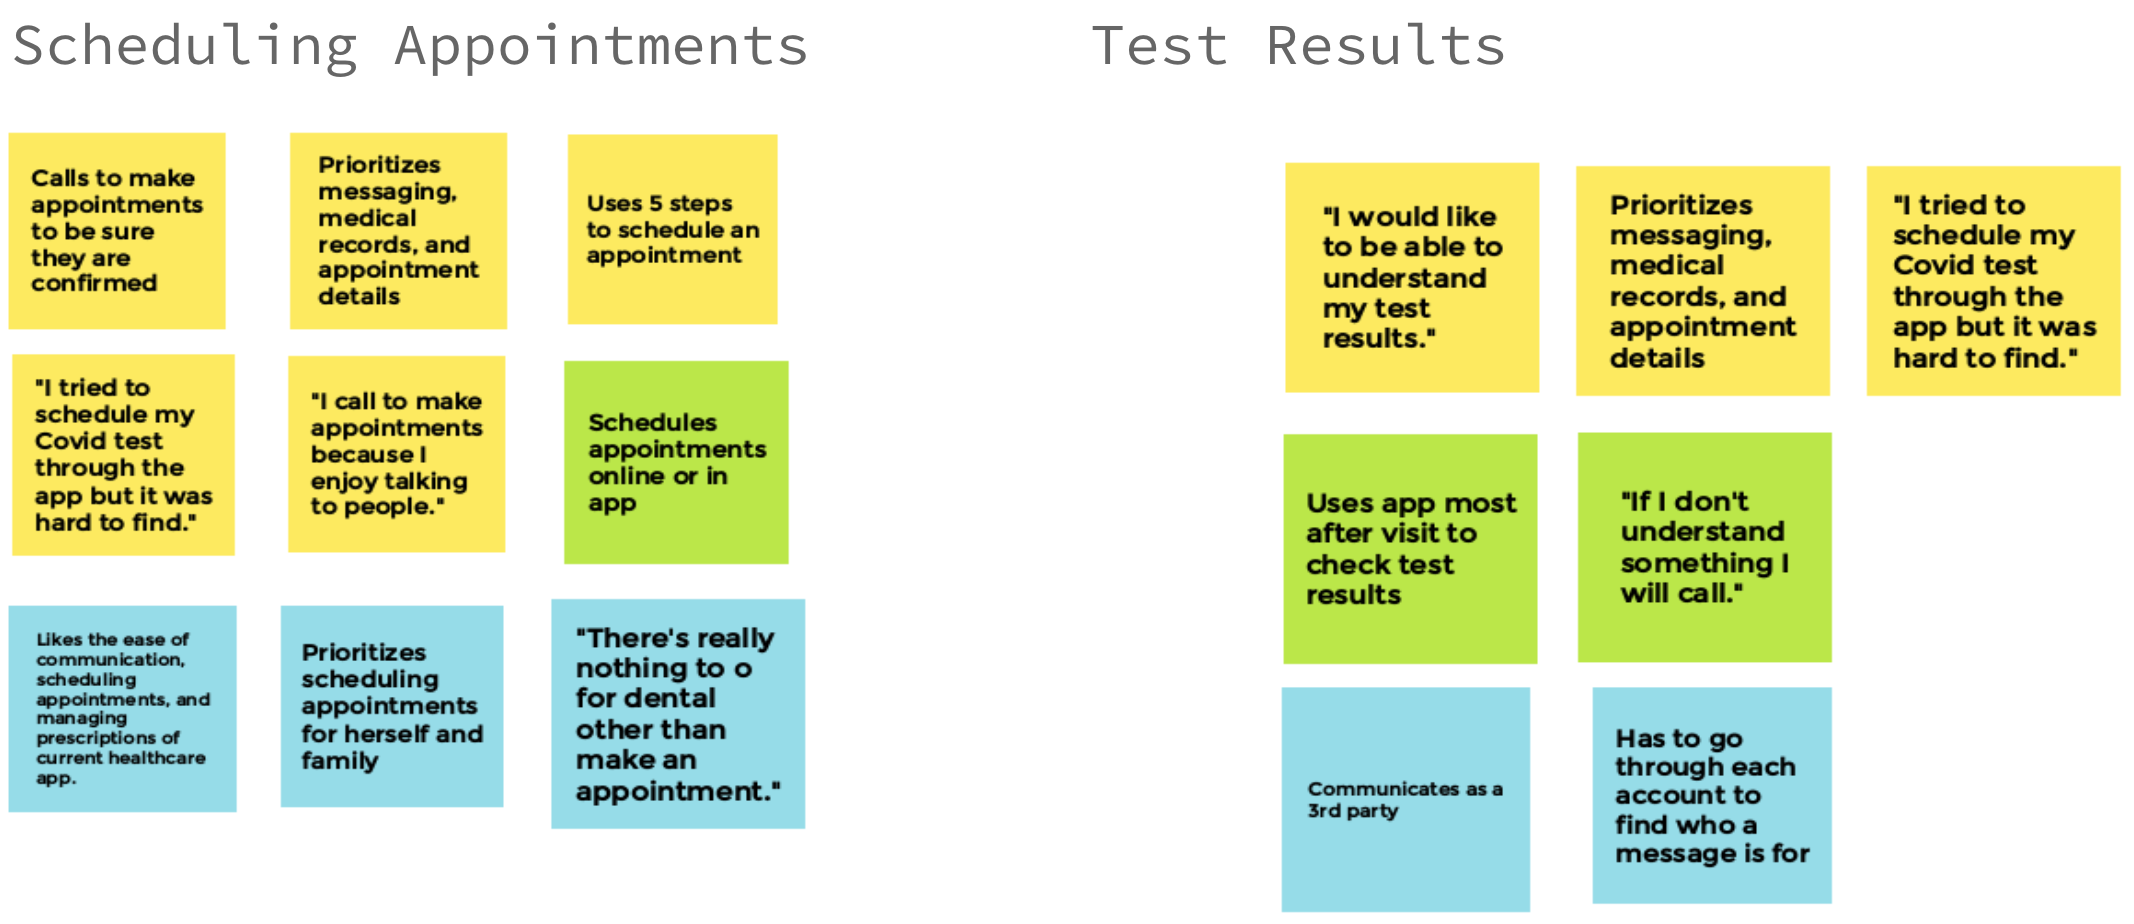 Scheduling Appointments
Calls to make
appointments
to be sure
they are
confirmed
Prioritizes
messaging,
medical
records, and
appointment
details
Uses 5 steps
to schedule an
appointment
"I tried to
schedule my
Covid test
through the
app but it was
hard to find."
"I call to make
appointments
because I
enjoy talking
to people."
Schedules
appointments
online or in
app
Likes the ease of
communication,
scheduling
appointments, and
managing
prescriptions of
current healthcare
app.
Prioritizes
scheduling
appointments
for herself and
family
"There's really
nothing to o
for dental
other than
make an
appointment."
Test Results
"I would like
to be able to
understand
my test
results."
Prioritizes
messaging,
medical
records, and
appointment
details
"I tried to
schedule my
Covid test
through the
app but it was
hard to find."
Uses app most
after visit to
check test
results
"If I don't
understand
something I
will call."
Communicates as a
3rd party
Has to go
through each
account to
find who a
message is for